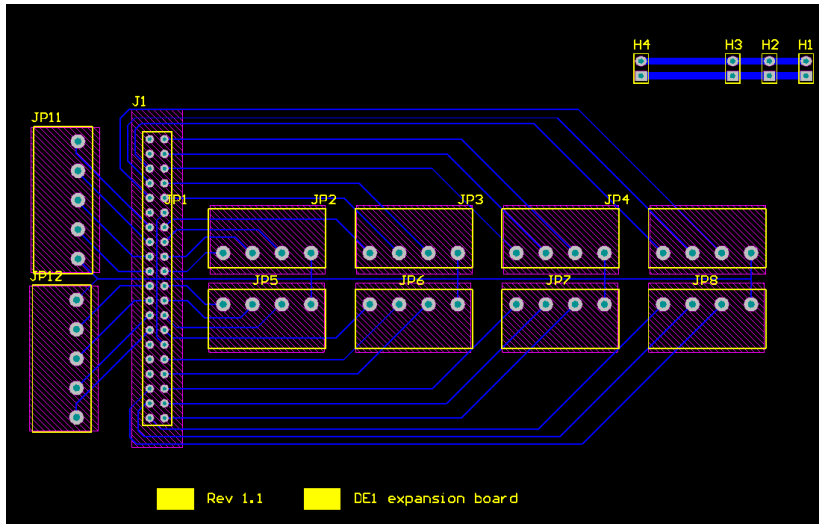 H4 H3 H2 H1
J1
JP11
JP1 JP2 JP3 JP4
JP12 JP5 JP6 JP7 JP8
Rev 1.1 DE1 expansion board